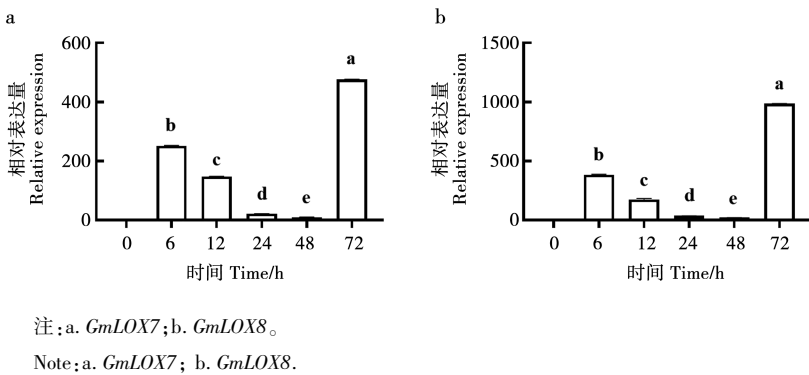 a
600
400
200
0
相对表达量
Relative expression
b
c
d
e
a
0 6 12 24 48 72
时间 Time/h
b
1500
1000
500
0
相对表达量
Relative expression
b
c
d
e
a
0 6 12 24 48 72
时间 Time/h
注:a. GmLOX7;b. GmLOX8。
Note:a. GmLOX7; b. GmLOX8.